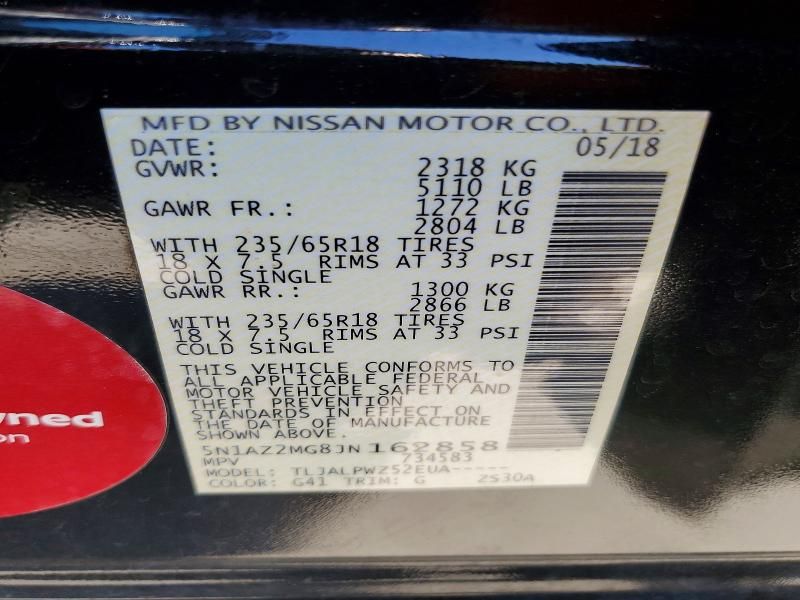 MFD BY NISSAN MOTOR CO., LTD.
DATE: 05/18
GVWR: 2318 KG
5110 LB
GAWR FR.: 1272 KG
2804 LB
WITH 235/65R18 TIRES
18 X 7.5 RIMS AT 33 PSI
COLD SINGLE
GAWR RR.: 1300 KG
2866 LB
WITH 235/65R18 TIRES
18 X 7.5 RIMS AT 33 PSI
COLD SINGLE
THIS VEHICLE CONFORMS TO
ALL APPLICABLE FEDERAL
MOTOR VEHICLE SAFETY AND
THEFT PREVENTION
STANDARDS IN EFFECT ON
THE DATE OF MANUFACTURE
SHOWN ABOVE.
5N1AZ2MG8JN162858
MPV 734583
MODEL: TLJALPWZ52EUA-----
COLOR: G41 TRIM: G ZS30A